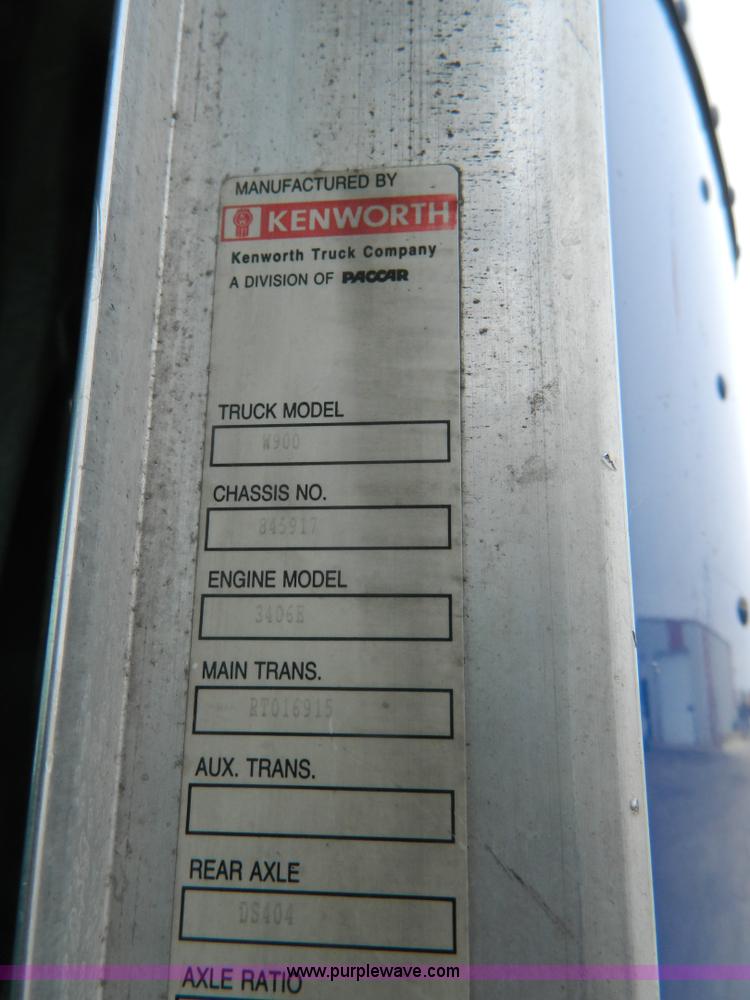 MANUFACTURED BY
KENWORTH
Kenworth Truck Company
A DIVISION OF PACCAR
TRUCK MODEL
W900
CHASSIS NO.
845917
ENGINE MODEL
3406E
MAIN TRANS.
RTO16915
AUX. TRANS.
REAR AXLE
DS404
AXLE RATIO
www.purplewave.com